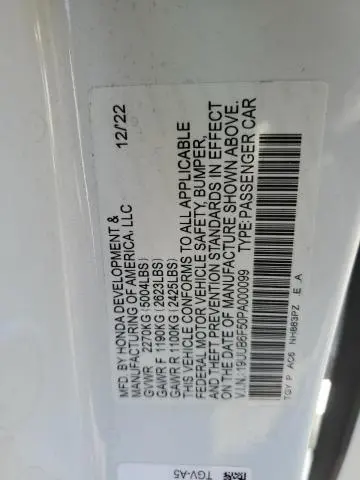 MFD. BY HONDA DEVELOPMENT & 12/22
MANUFACTURING OF AMERICA, LLC
GVWR 2270KG (5004LBS)
GAWR F 1190KG (2623LBS)
GAWR R 1100KG (2425LBS)
THIS VEHICLE CONFORMS TO ALL APPLICABLE
FEDERAL MOTOR VEHICLE SAFETY, BUMPER,
AND THEFT PREVENTION STANDARDS IN EFFECT
ON THE DATE OF MANUFACTURE SHOWN ABOVE.
V.I.N.:19UUB6F50PA000099 TYPE:PASSENGER CAR
TGY P AC6 NH883PZ E A
TGV-A5